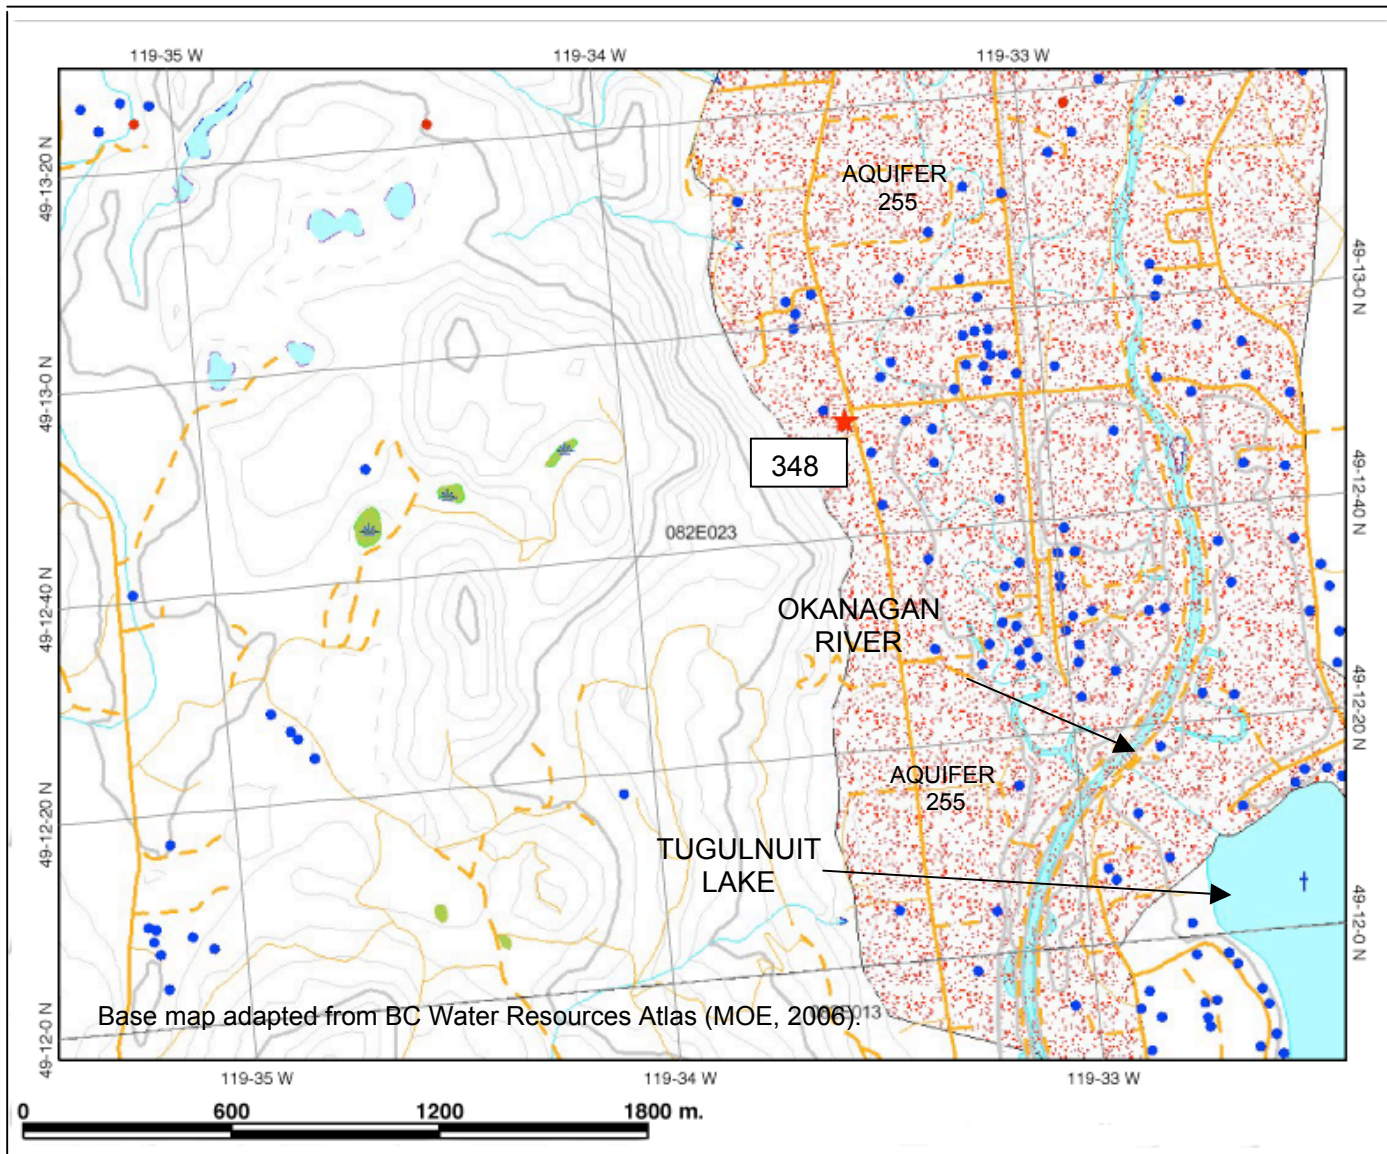 119-35 W
119-34 W
119-33 W
49-13-20 N
AQUIFER
255
49-13-0 N
49-13-0 N
348
49-12-40 N
082E023
49-12-40 N
OKANAGAN
RIVER
49-12-20 N
AQUIFER
255
49-12-20 N
TUGULNUIT
LAKE
49-12-0 N
Base map adapted from BC Water Resources Atlas (MOE, 2006).
49-12-0 N
119-35 W
119-34 W
119-33 W
0
600
1200
1800 m.